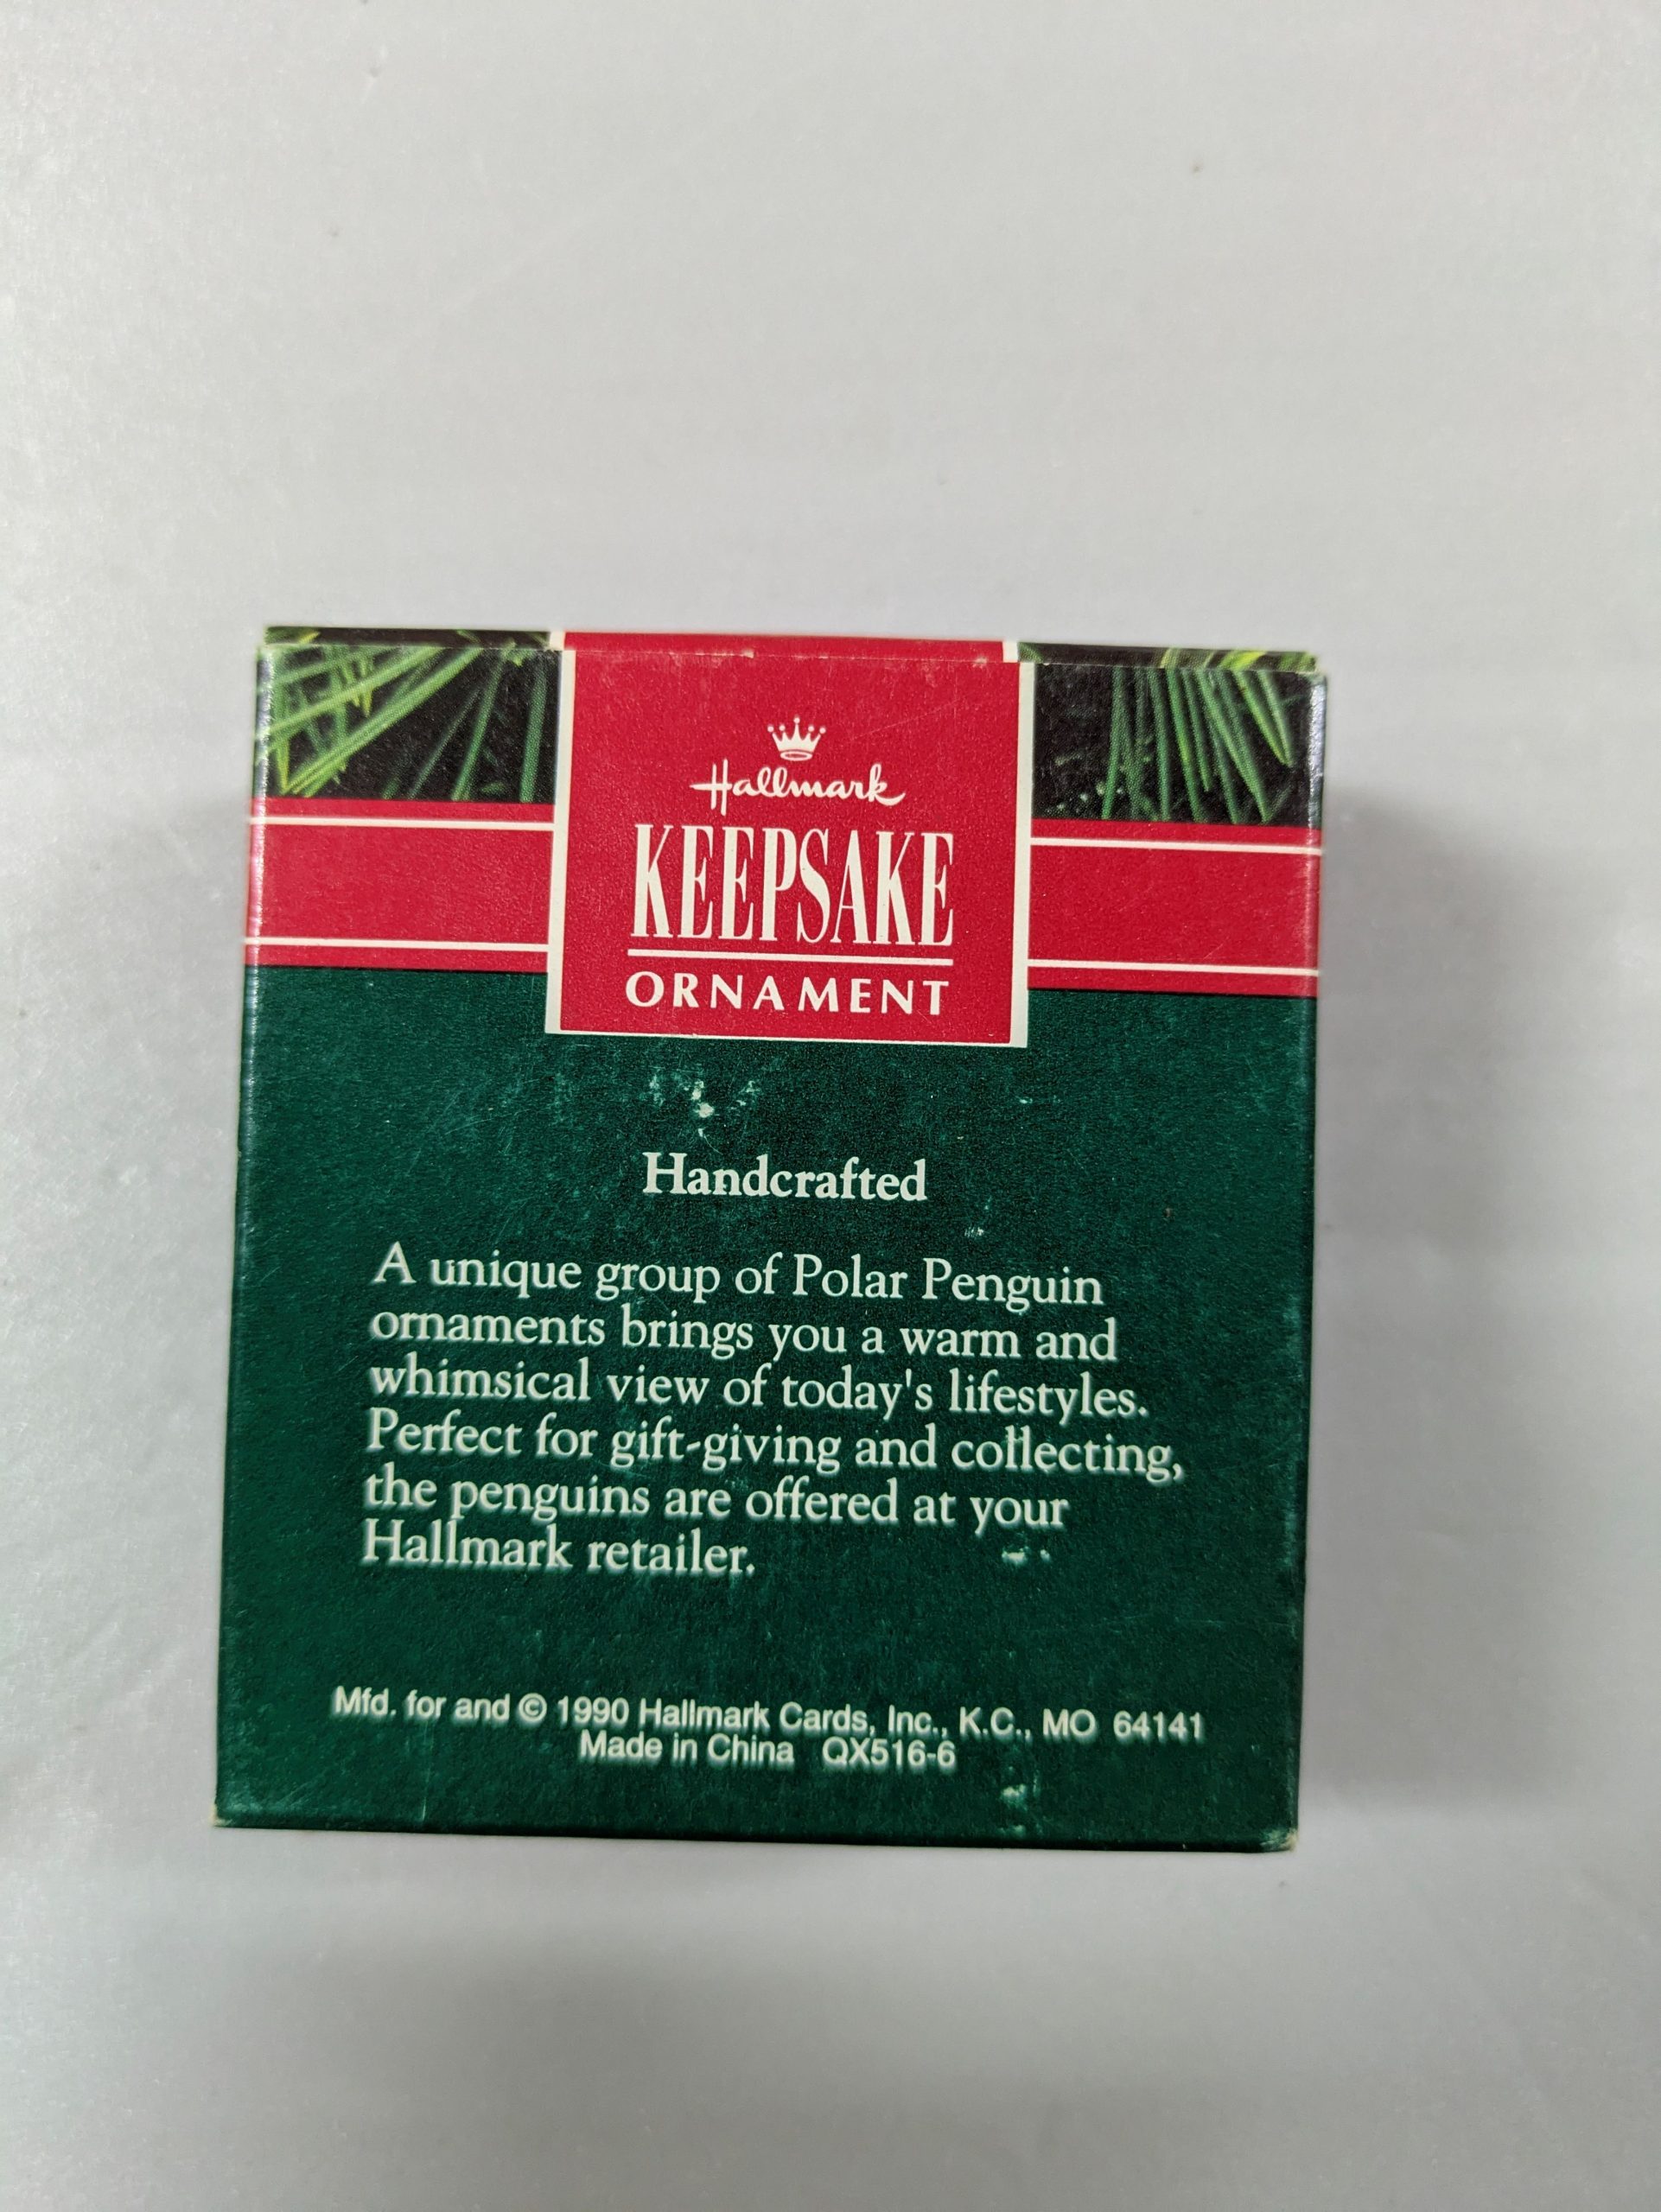 Hallmark
KEEPSAKE
ORNAMENT
Handcrafted
A unique group of Polar Penguin
ornaments brings you a warm and
whimsical view of today's lifestyles.
Perfect for gift-giving and collecting,
the penguins are offered at your
Hallmark retailer.
Mfd. for and © 1990 Hallmark Cards, Inc., K.C., MO 64141
Made in China QX516-6